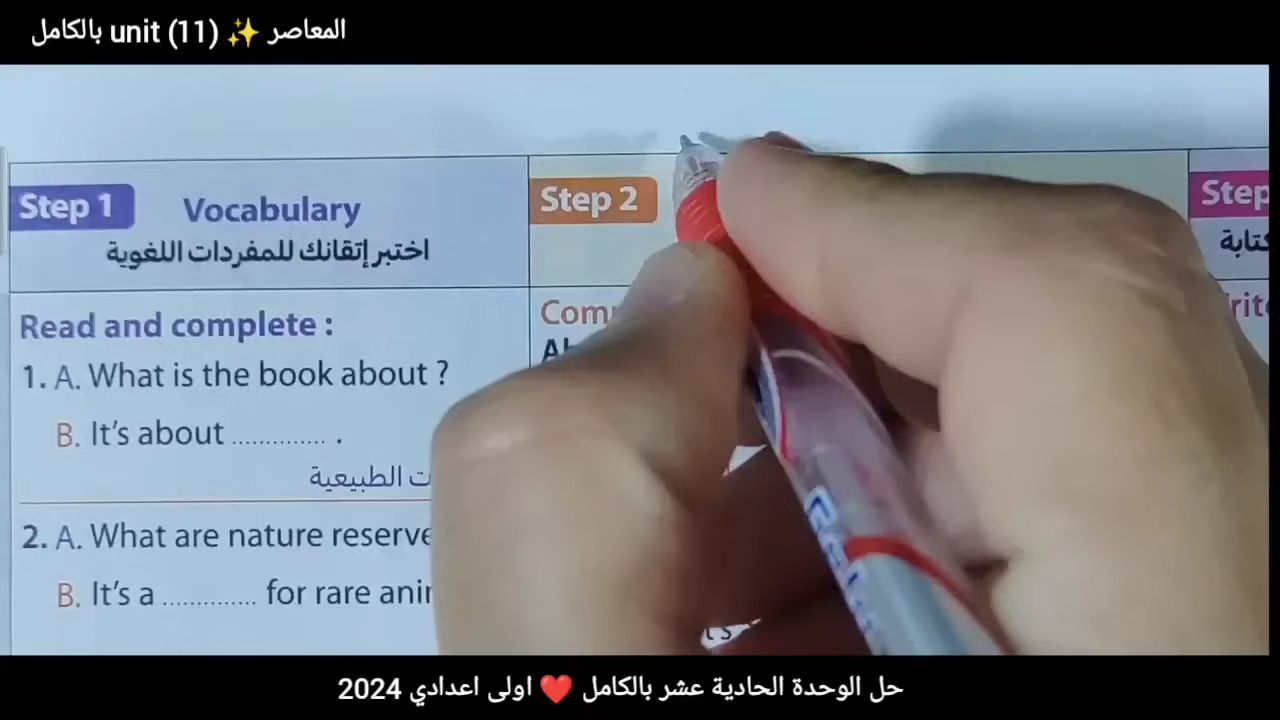 المعاصر ✨ unit (11) بالكامل
Step 1
Vocabulary
اختبر إتقانك للمفردات اللغوية
Read and complete :
1. A. What is the book about ?
B. It's about .............. .
الطبيعية
2. A. What are nature
B. It's a .............. for rare
Step 2
حل الوحدة الحادية عشر بالكامل ❤️ اولى اعدادي 2024